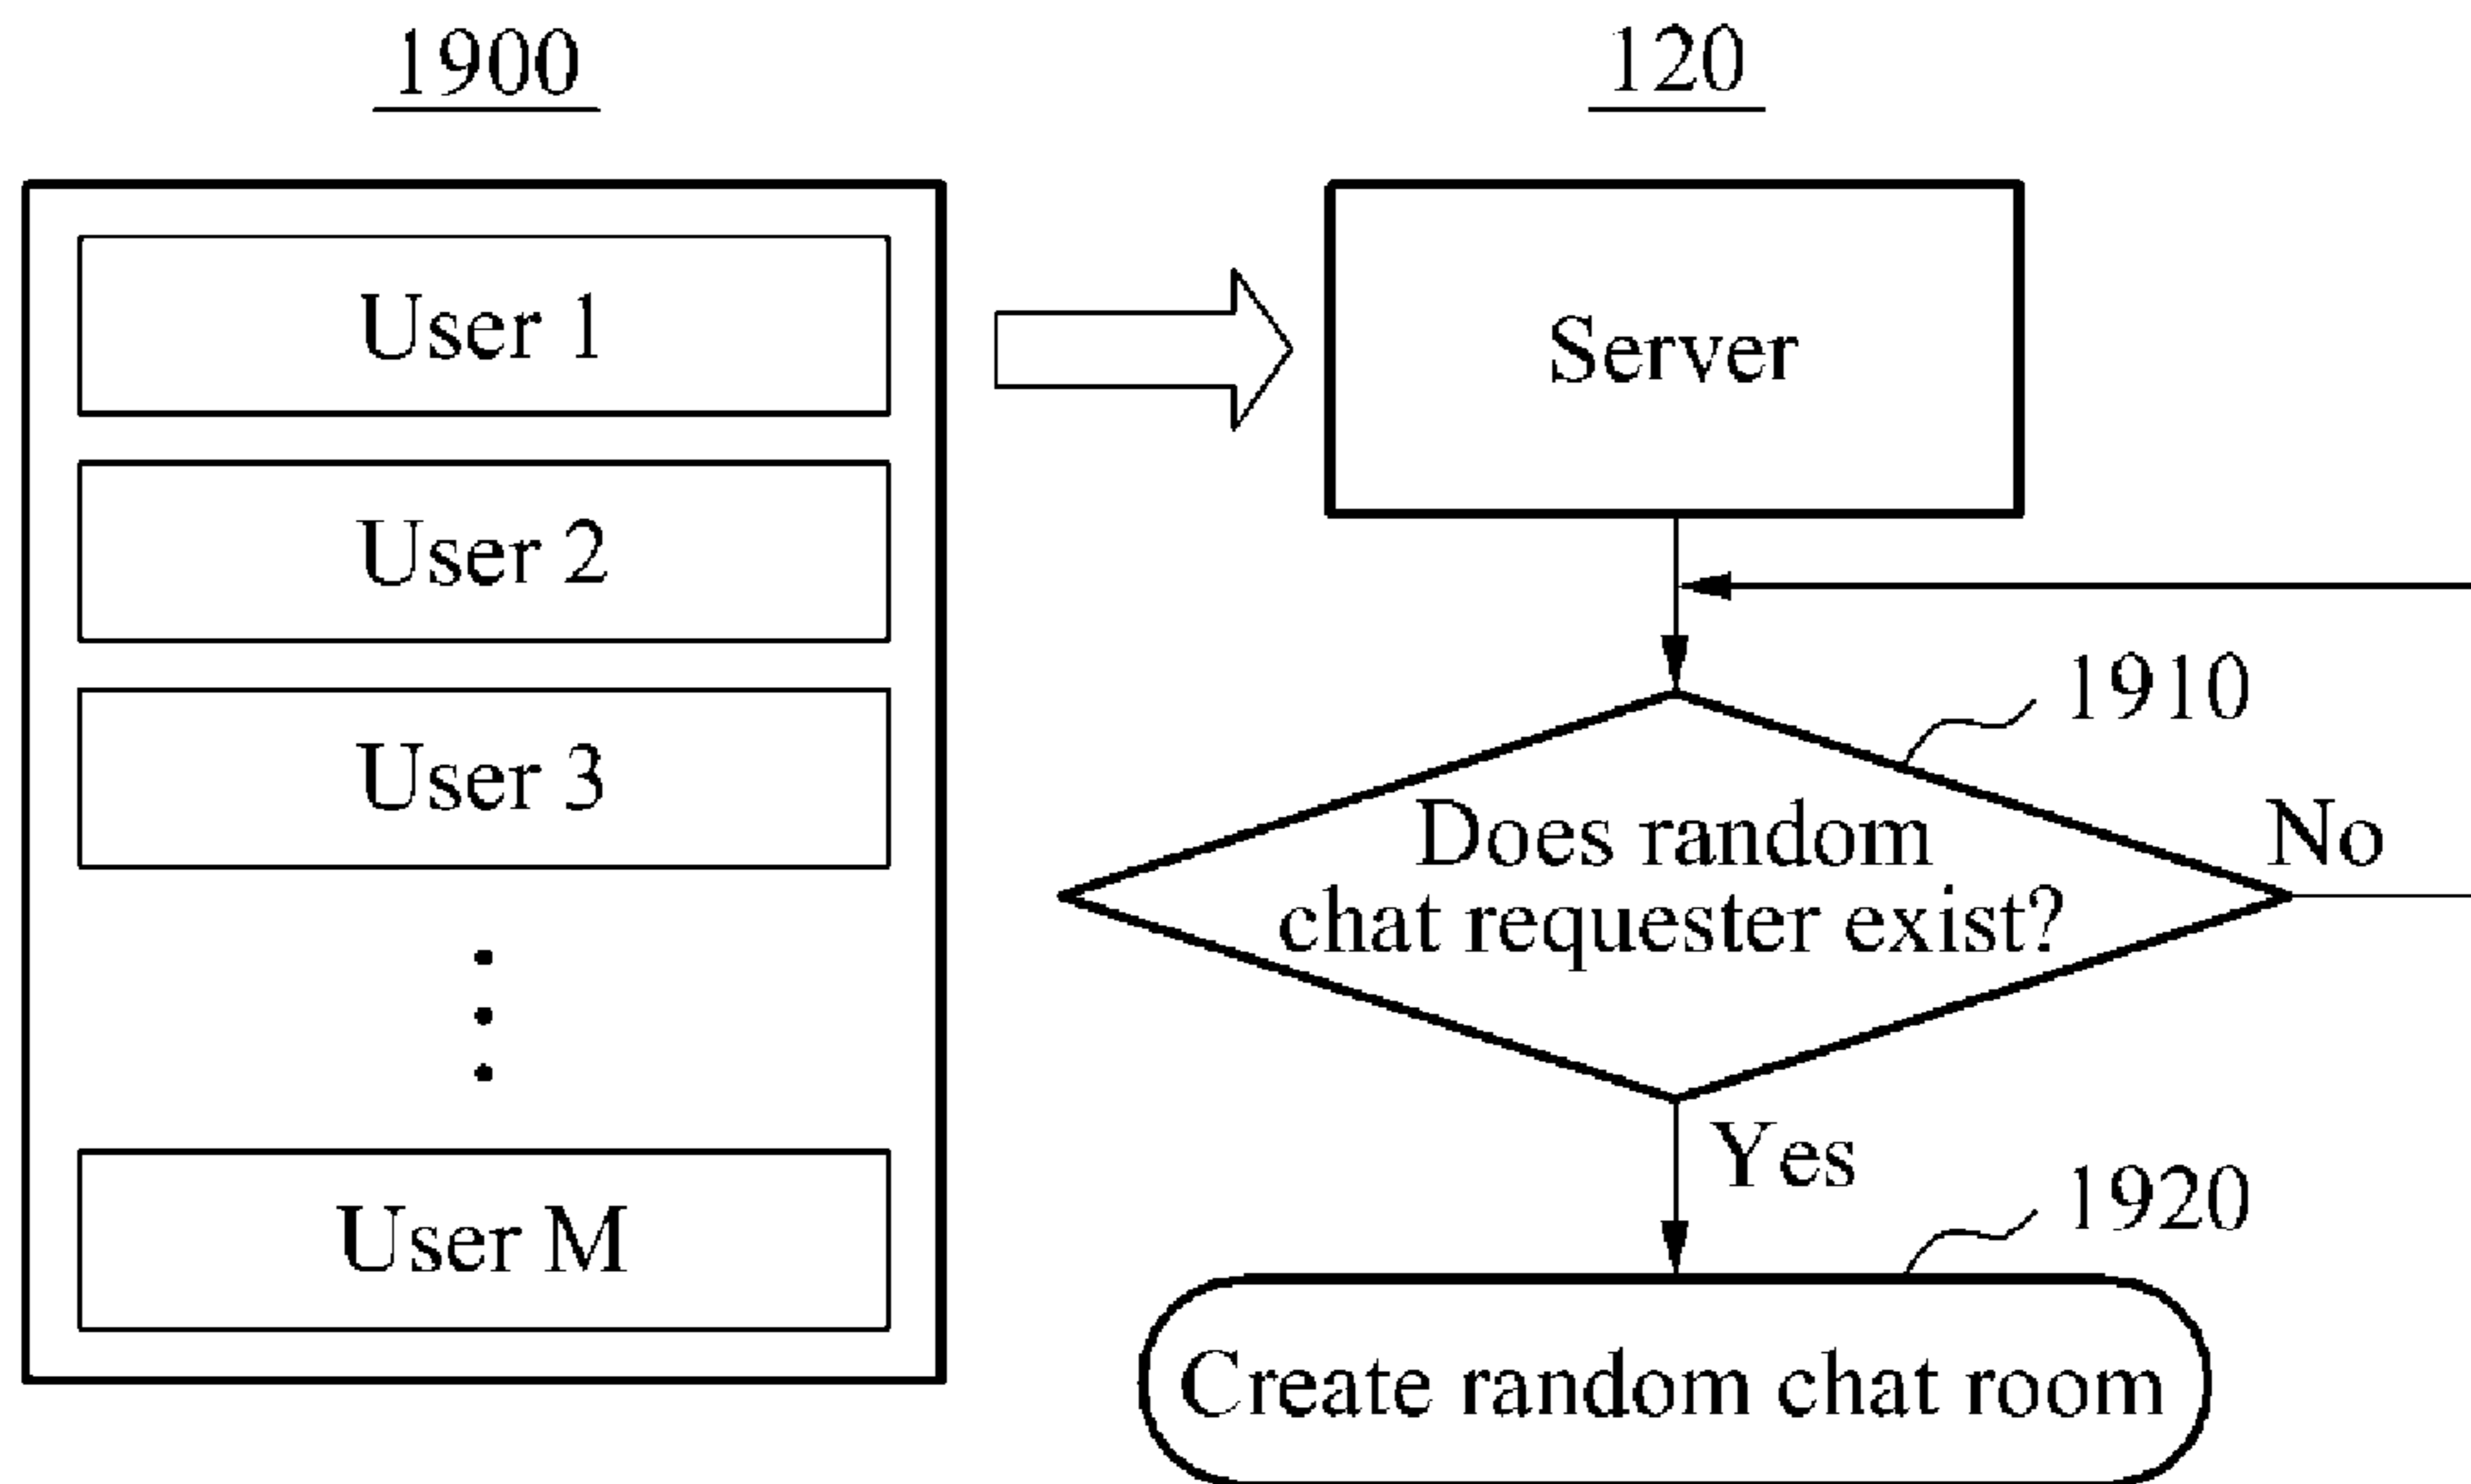 1900
User 1
User 2
User 3
User M
120
Server
1910
Does random
chat requester exist?
No
Yes
1920
Create random chat room